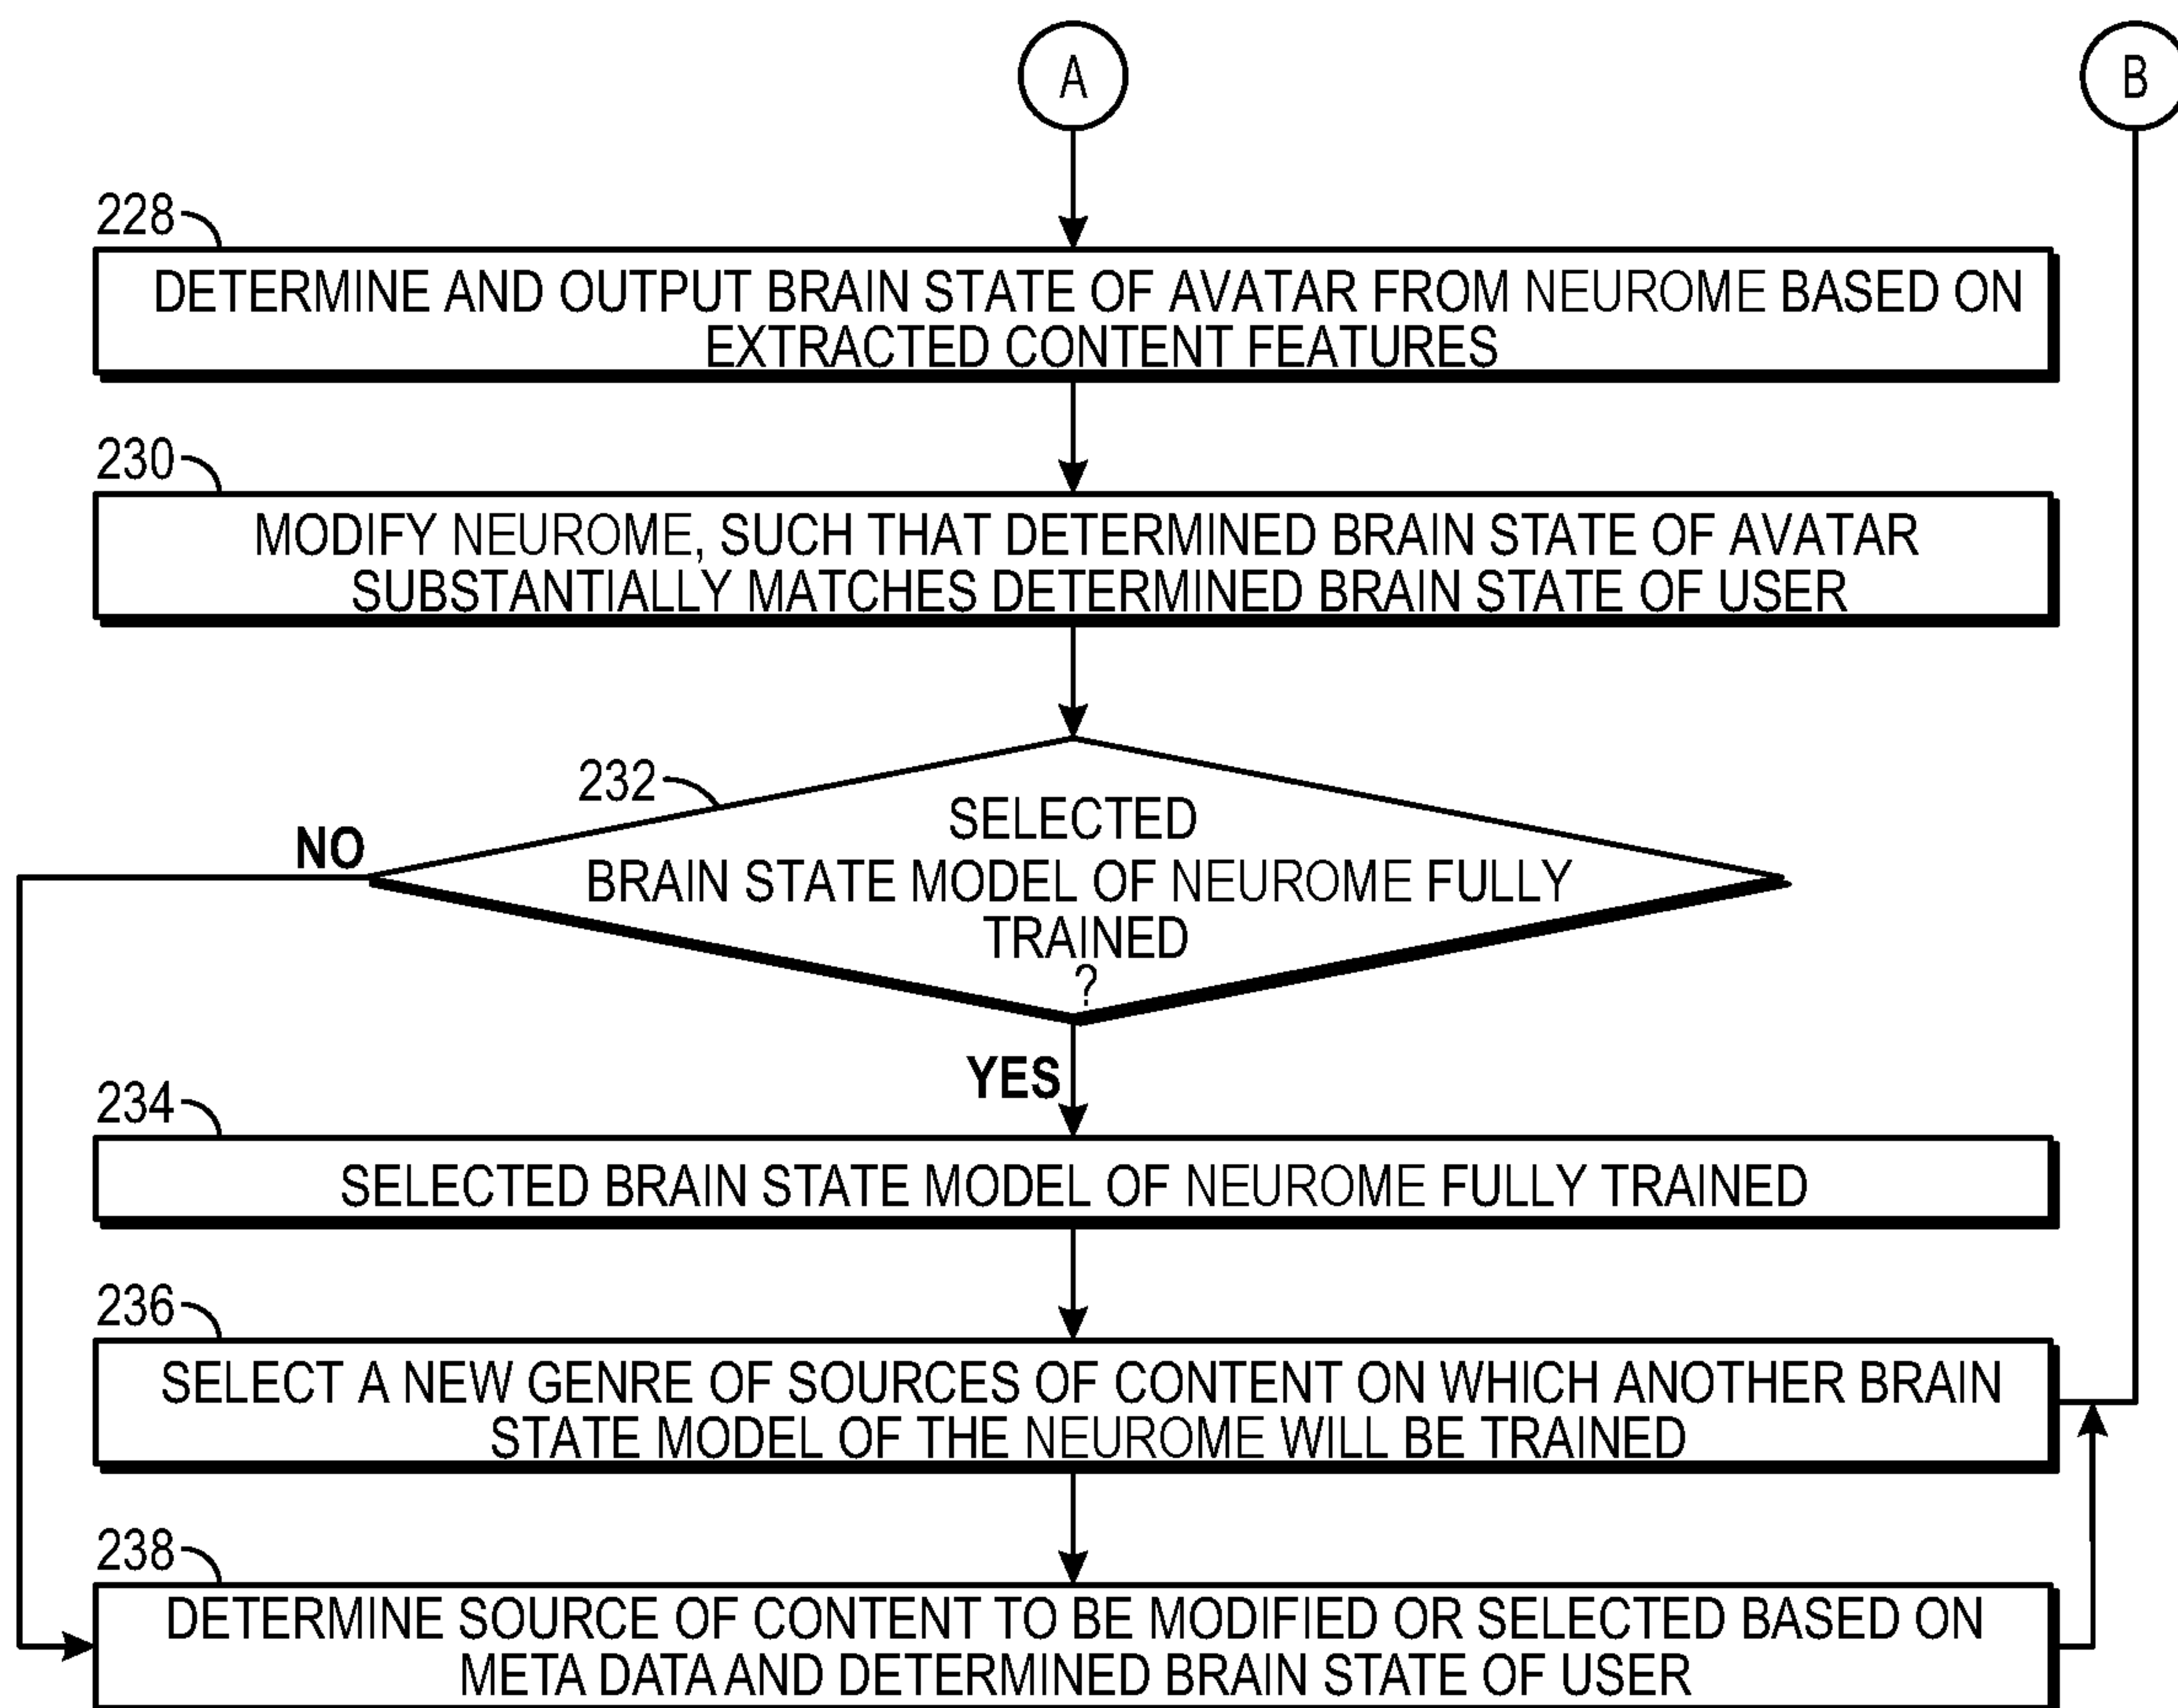 A
B
228
DETERMINE AND OUTPUT BRAIN STATE OF AVATAR FROM NEUROME BASED ON
EXTRACTED CONTENT FEATURES
230
MODIFY NEUROME, SUCH THAT DETERMINED BRAIN STATE OF AVATAR
SUBSTANTIALLY MATCHES DETERMINED BRAIN STATE OF USER
232
NO
SELECTED
BRAIN STATE MODEL OF NEUROME FULLY
TRAINED
?
YES
234
SELECTED BRAIN STATE MODEL OF NEUROME FULLY TRAINED
236
SELECT A NEW GENRE OF SOURCES OF CONTENT ON WHICH ANOTHER BRAIN
STATE MODEL OF THE NEUROME WILL BE TRAINED
238
DETERMINE SOURCE OF CONTENT TO BE MODIFIED OR SELECTED BASED ON
META DATA AND DETERMINED BRAIN STATE OF USER